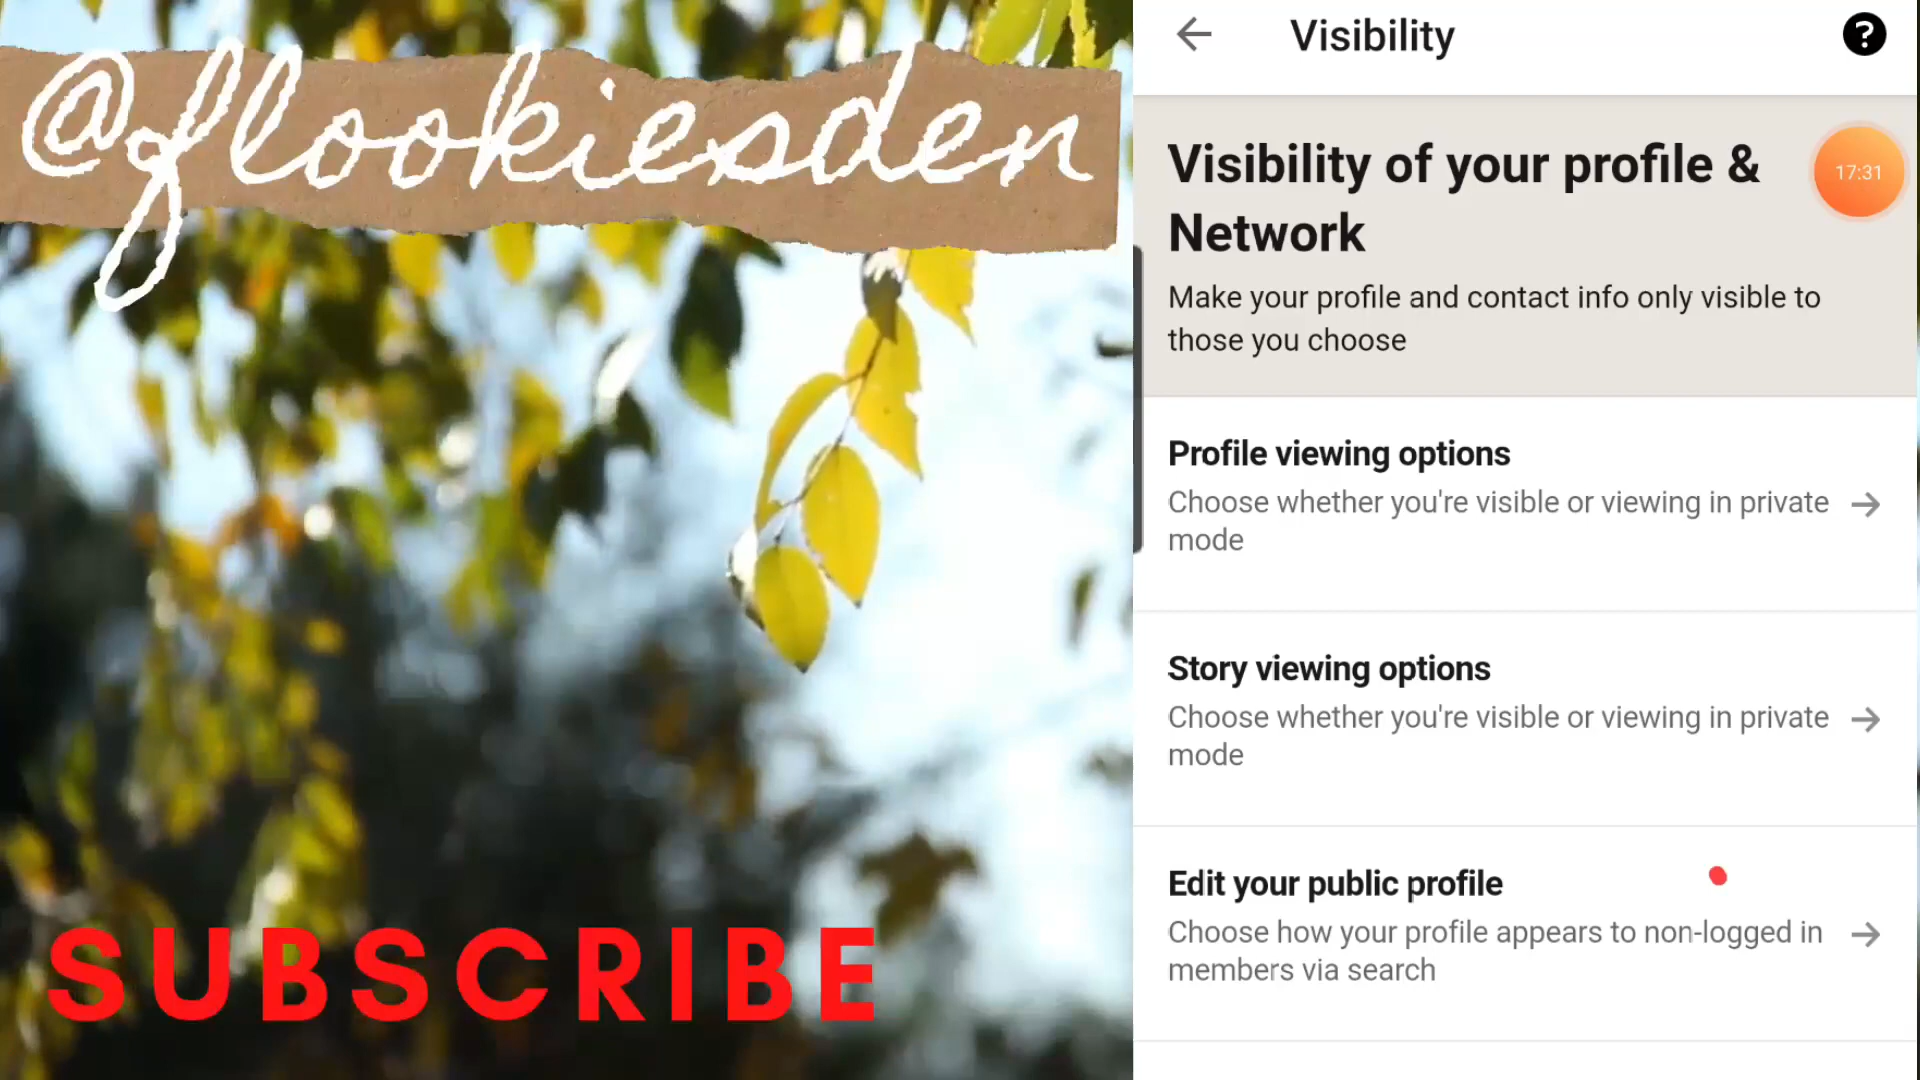 @flookiesden
SUBSCRIBE
Visibility
?
Visibility of your profile &
Network
17:31
Make your profile and contact info only visible to
those you choose
Profile viewing options
Choose whether you're visible or viewing in private
mode
Story viewing options
Choose whether you're visible or viewing in private
mode
Edit your public profile
Choose how your profile appears to non-logged in
members via search